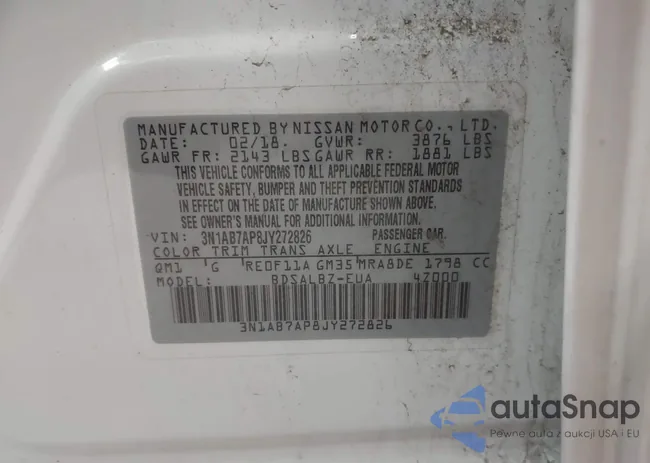 MANUFACTURED BY NISSAN MOTOR CO., LTD.
DATE: 02/18. GVWR: 3876 LBS
GAWR FR: 2143 LBS GAWR RR: 1881 LBS
THIS VEHICLE CONFORMS TO ALL APPLICABLE FEDERAL MOTOR
VEHICLE SAFETY, BUMPER AND THEFT PREVENTION STANDARDS
IN EFFECT ON THE DATE OF MANUFACTURE SHOWN ABOVE.
SEE OWNER'S MANUAL FOR ADDITIONAL INFORMATION.
VIN: 3N1AB7AP8JY272826 PASSENGER CAR.
COLOR TRIM TRANS AXLE ENGINE
QM1 'G RE0F11A GM35 MRA8DE 1798 CC
MODEL: BDSALBZ-EUA 4Z000
3N1AB7AP8JY272826
autaSnap
Pewne auta z aukcji USA i EU